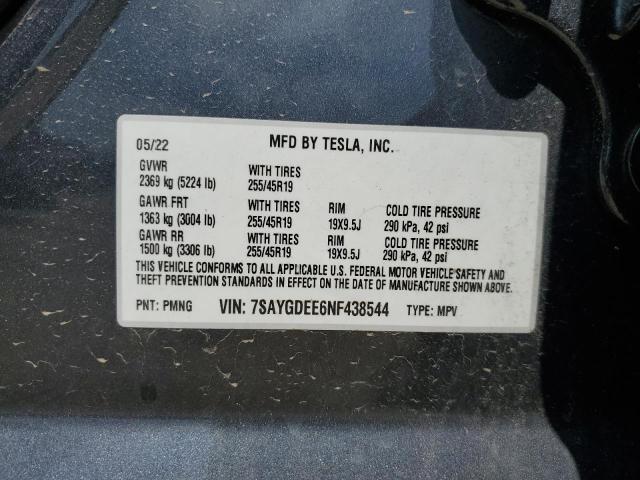 05/22 MFD BY TESLA, INC.
GVWR WITH TIRES
2369 kg (5224 lb) 255/45R19
GAWR FRT WITH TIRES RIM COLD TIRE PRESSURE
1363 kg (3004 lb) 255/45R19 19X9.5J 290 kPa, 42 psi
GAWR RR WITH TIRES RIM COLD TIRE PRESSURE
1500 kg (3306 lb) 255/45R19 19X9.5J 290 kPa, 42 psi
THIS VEHICLE CONFORMS TO ALL APPLICABLE U.S. FEDERAL MOTOR VEHICLE SAFETY AND
THEFT PREVENTION STANDARDS IN EFFECT ON THE DATE OF MANUFACTURE SHOWN ABOVE.
PNT: PMNG VIN: 7SAYGDEE6NF438544 TYPE: MPV